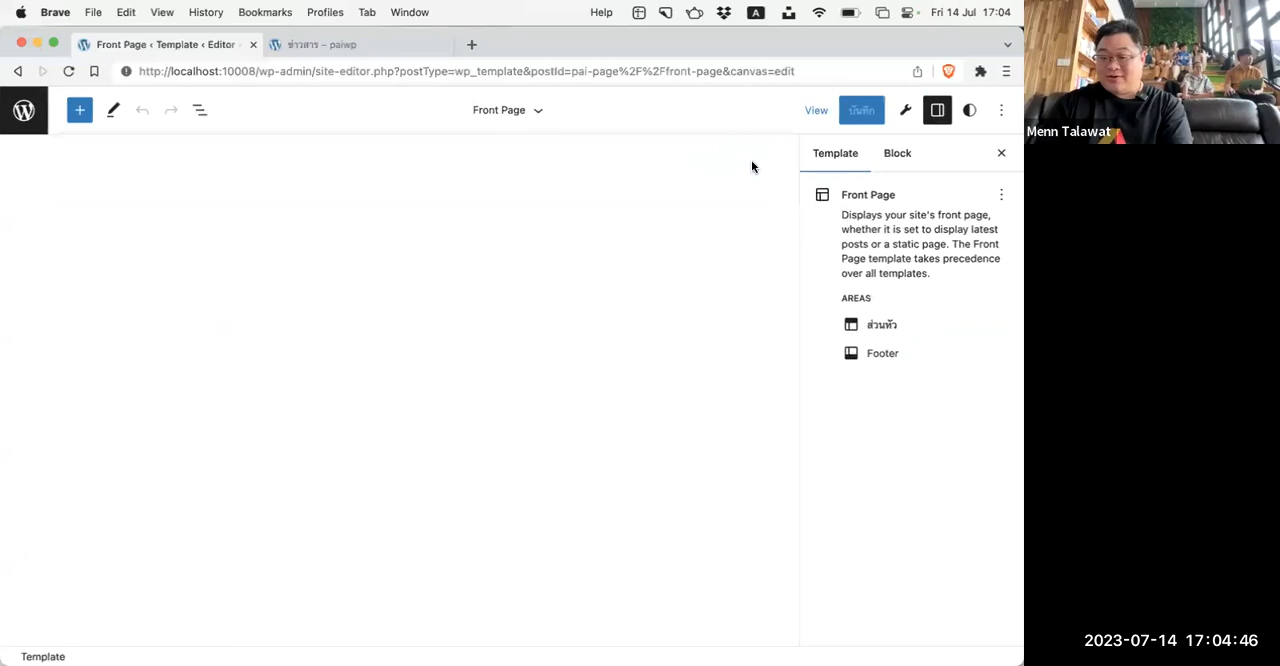 Brave File Edit View History Bookmarks Profiles Tab Window Help A Fri 14 Jul 17:04
Front Page ‹ Template ‹ Editor
ข่าวสาร – paiwp
http://localhost:10008/wp-admin/site-editor.php?postType=wp_template&postId=pai-page%2F%2Ffront-page&canvas=edit
Front Page
View
บันทึก
Template
Block
Front Page
Displays your site's front page,
whether it is set to display latest
posts or a static page. The Front
Page template takes precedence
over all templates.
AREAS
ส่วนหัว
Footer
Template
Menn Talawat
2023-07-14 17:04:46